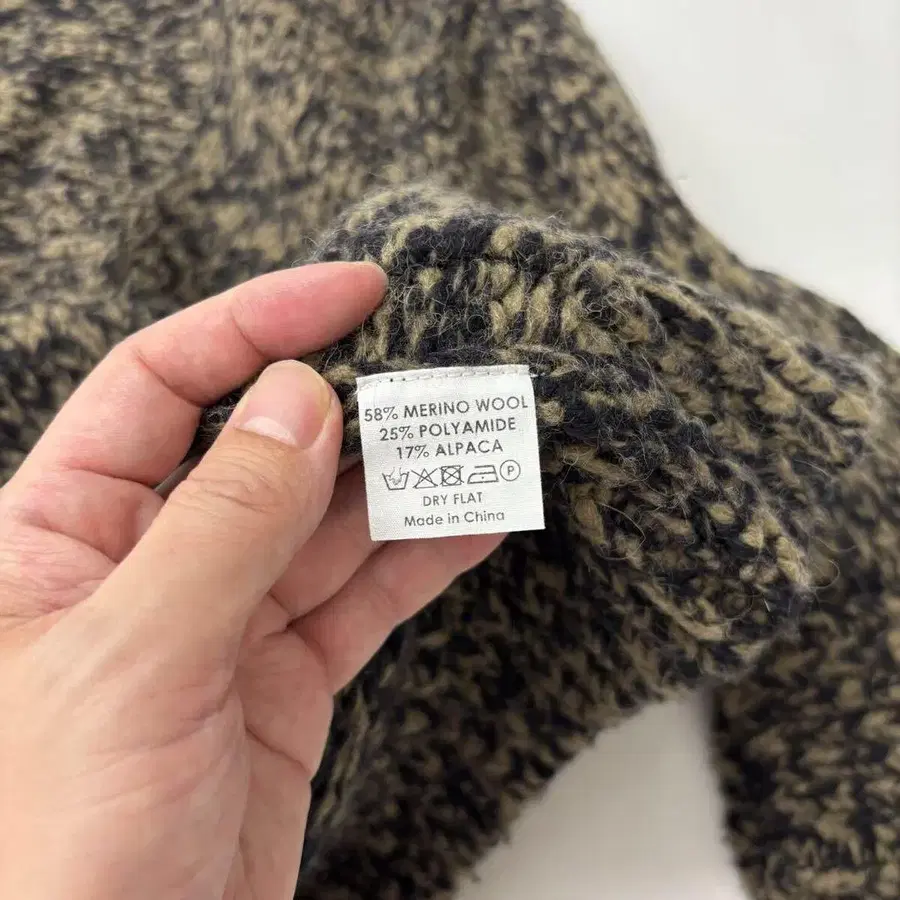 58% MERINO WOOL
25% POLYAMIDE
17% ALPACA
P
DRY FLAT
Made in China